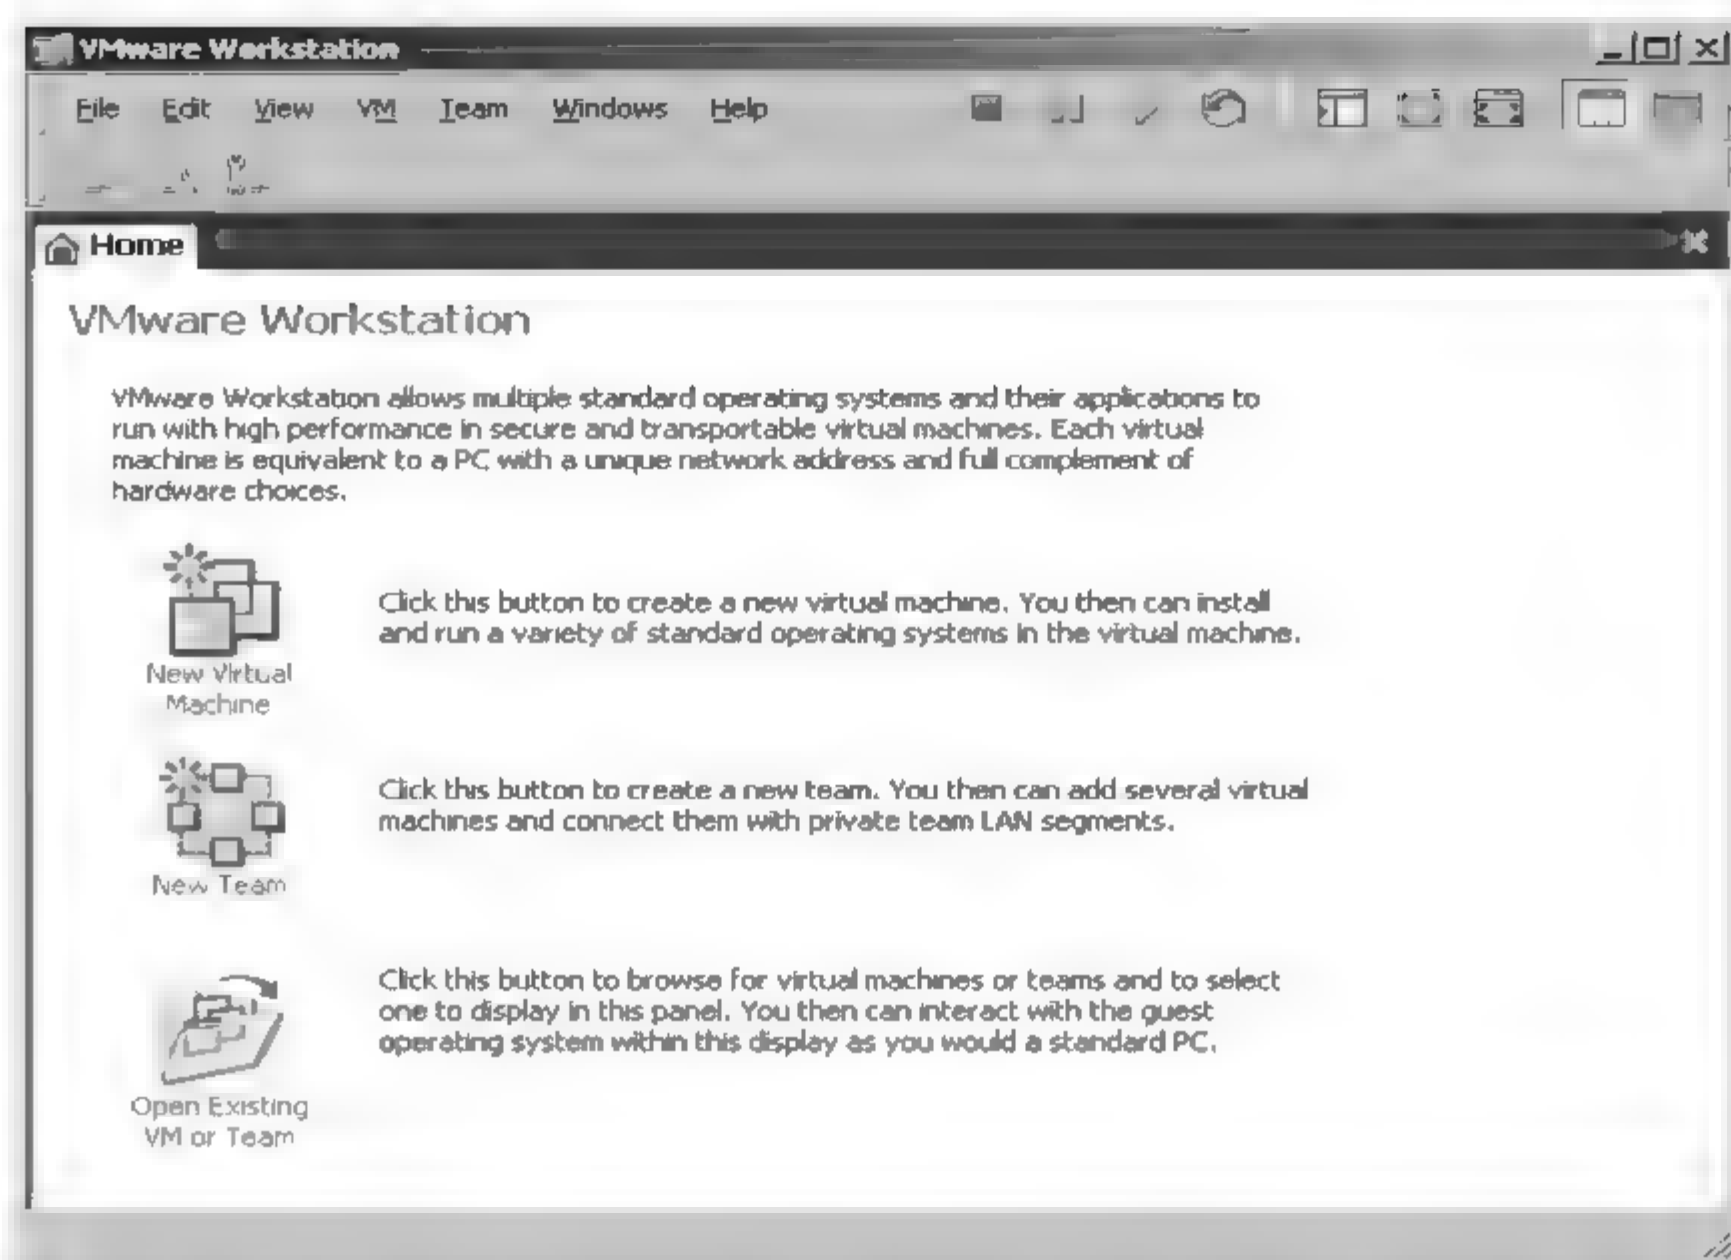 VMware Workstation
File Edit View VM Team Windows Help
Home
VMware Workstation
VMware Workstation allows multiple standard operating systems and their applications to
run with high performance in secure and transportable virtual machines. Each virtual
machine is equivalent to a PC with a unique network address and full complement of
hardware choices.
New Virtual
Machine
Click this button to create a new virtual machine. You then can install
and run a variety of standard operating systems in the virtual machine.
New Team
Click this button to create a new team. You then can add several virtual
machines and connect them with private team LAN segments.
Open Existing
VM or Team
Click this button to browse for virtual machines or teams and to select
one to display in this panel. You then can interact with the guest
operating system within this display as you would a standard PC.